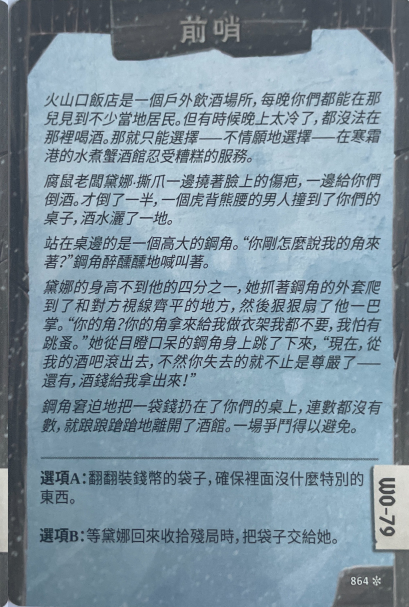 前哨
火山口飯店是一個戶外飲酒場所，每晚你們都能在那
兒見到不少當地居民。但有時候晚上太冷了，都沒法在
那裡喝酒。那就只能選擇——不情願地選擇——在寒霜
港的水煮蟹酒館忍受糟糕的服務。
腐鼠老闆黛娜·撕爪一邊撓著臉上的傷疤，一邊給你們
倒酒。才倒了一半，一個虎背熊腰的男人撞到了你們的
桌子，酒水灑了一地。
站在桌邊的是一個高大的鋼角。“你剛怎麼說我的角來
著？”鋼角醉醺醺地喊叫著。
黛娜的身高不到他的四分之一，她抓著鋼角的外套爬
到了和對方視線齊平的地方，然後狠狠扇了他一巴
掌。“你的角？你的角拿來給我做衣架我都不要，我怕有
跳蚤。”她從目瞪口呆的鋼角身上跳了下來，“現在，從
我的酒吧滾出去，不然你失去的就不止是尊嚴了——
還有，酒錢給我拿出來！”
鋼角窘迫地把一袋錢扔在了你們的桌上，連數都沒有
數，就踉踉蹌蹌地離開了酒館。一場爭鬥得以避免。
選項A：翻翻裝錢幣的袋子，確保裡面沒什麼特別的
東西。
選項B：等黛娜回來收拾殘局時，把袋子交給她。
WO-79
864